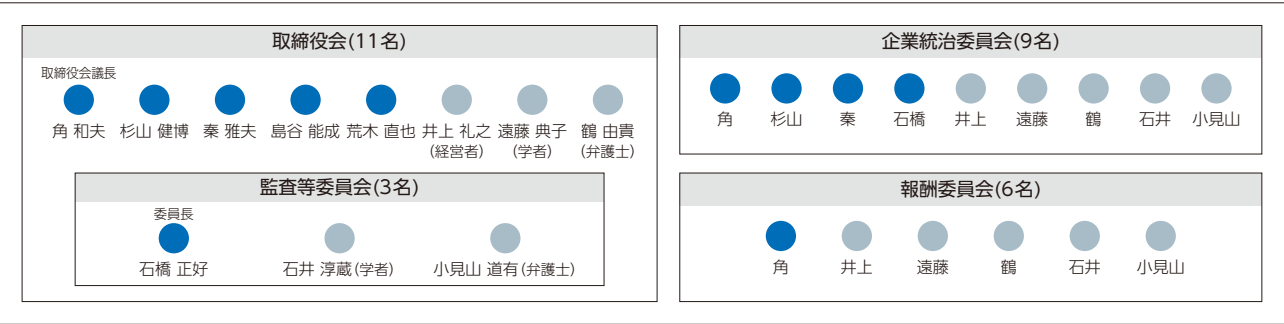 取締役会(11名)
取締役会議長
角 和夫 杉山 健博 秦 雅夫 島谷 能成 荒木 直也 井上 礼之 遠藤 典子 鶴 由貴
(経営者) (学者) (弁護士)
監査等委員会(3名)
委員長
石橋 正好 石井 淳蔵(学者) 小見山 道有(弁護士)
企業統治委員会(9名)
角 杉山 秦 石橋 井上 遠藤 鶴 石井 小見山
報酬委員会(6名)
角 井上 遠藤 鶴 石井 小見山